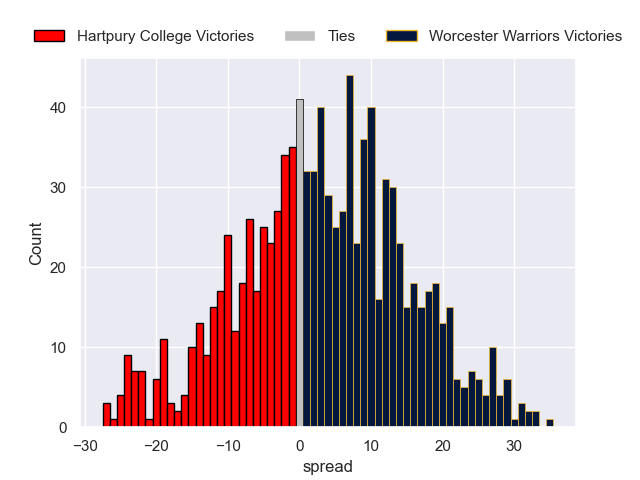 Hartpury College Victories Ties Worcester Warriors Victories
40
30
20
10
0
Count
−30 −20 −10 0 10 20 30
spread